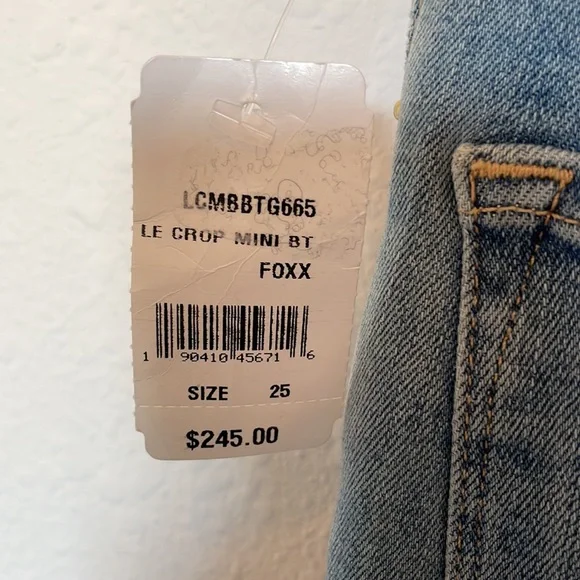 LCMBBTG665
LE CROP MINI BT
FOXX
1 90410 45671 6
SIZE 25
$245.00